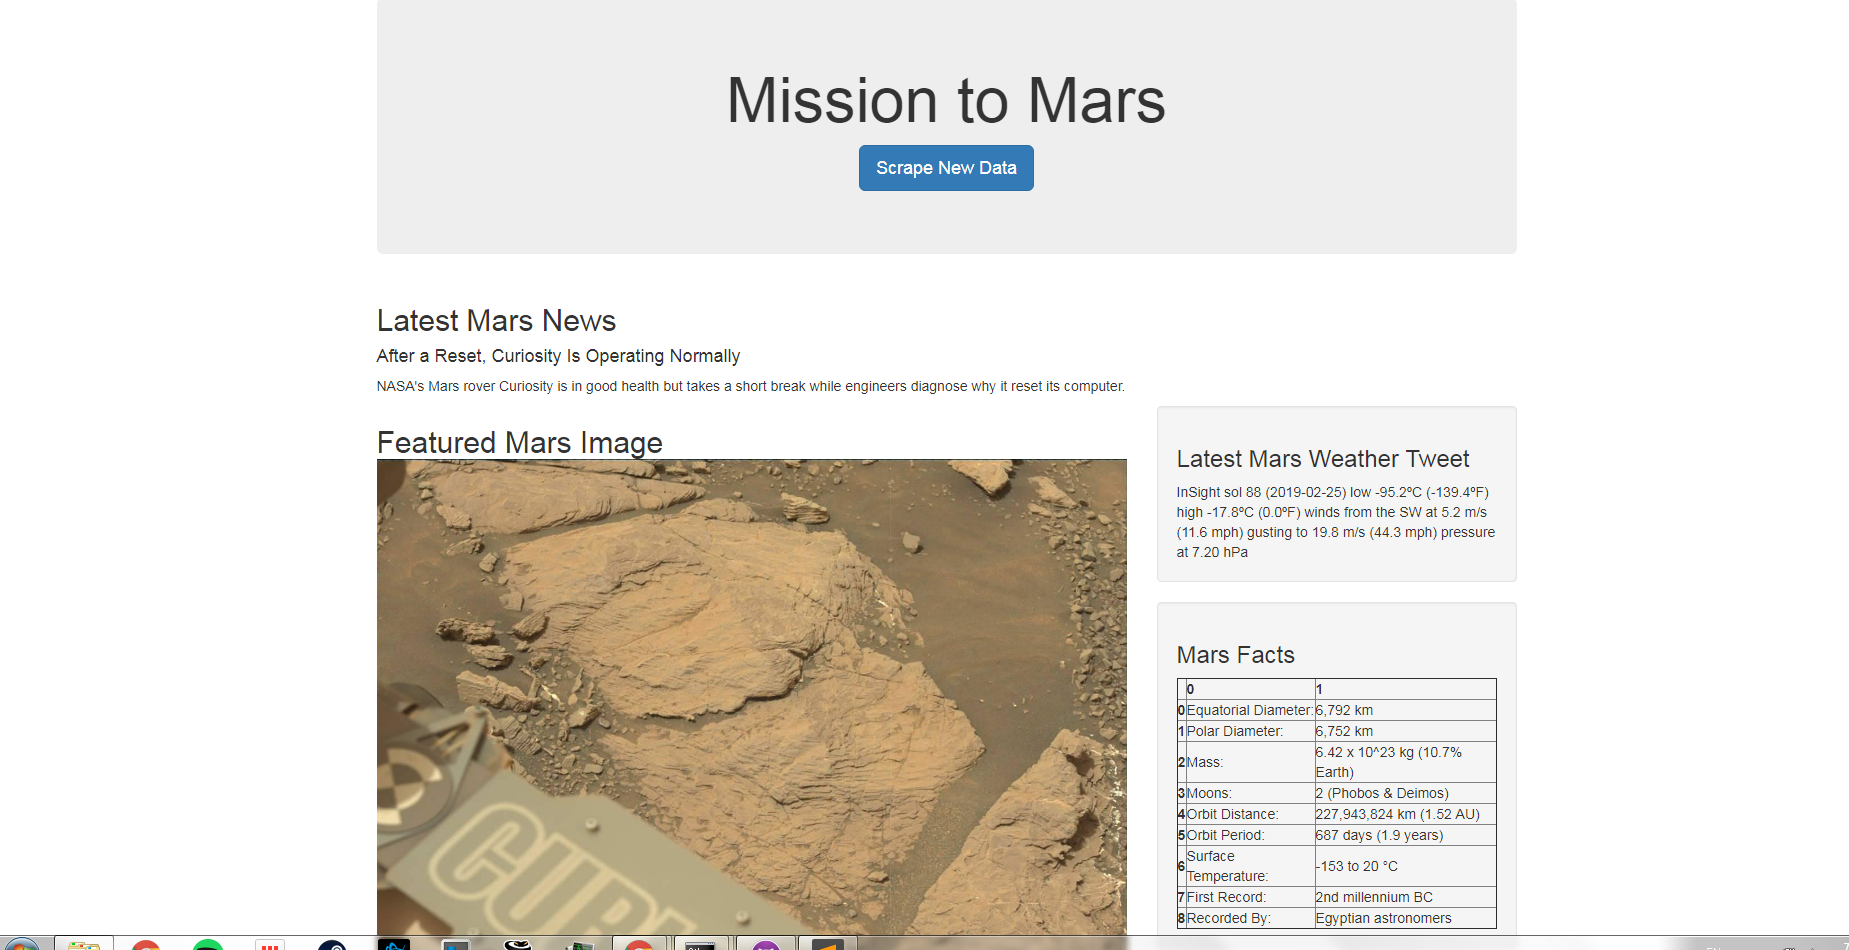 Mission to Mars
Scrape New Data
Latest Mars News
After a Reset, Curiosity Is Operating Normally
NASA's Mars rover Curiosity is in good health but takes a short break while engineers diagnose why it reset its computer.
Featured Mars Image
CURI
Latest Mars Weather Tweet
InSight sol 88 (2019-02-25) low -95.2ºC (-139.4ºF)
high -17.8ºC (0.0ºF) winds from the SW at 5.2 m/s
(11.6 mph) gusting to 19.8 m/s (44.3 mph) pressure
at 7.20 hPa
Mars Facts
0 1
0 Equatorial Diameter: 6,792 km
1 Polar Diameter: 6,752 km
2 Mass: 6.42 x 10^23 kg (10.7%
Earth)
3 Moons: 2 (Phobos & Deimos)
4 Orbit Distance: 227,943,824 km (1.52 AU)
5 Orbit Period: 687 days (1.9 years)
6 Surface
Temperature: -153 to 20 °C
7 First Record: 2nd millennium BC
8 Recorded By: Egyptian astronomers